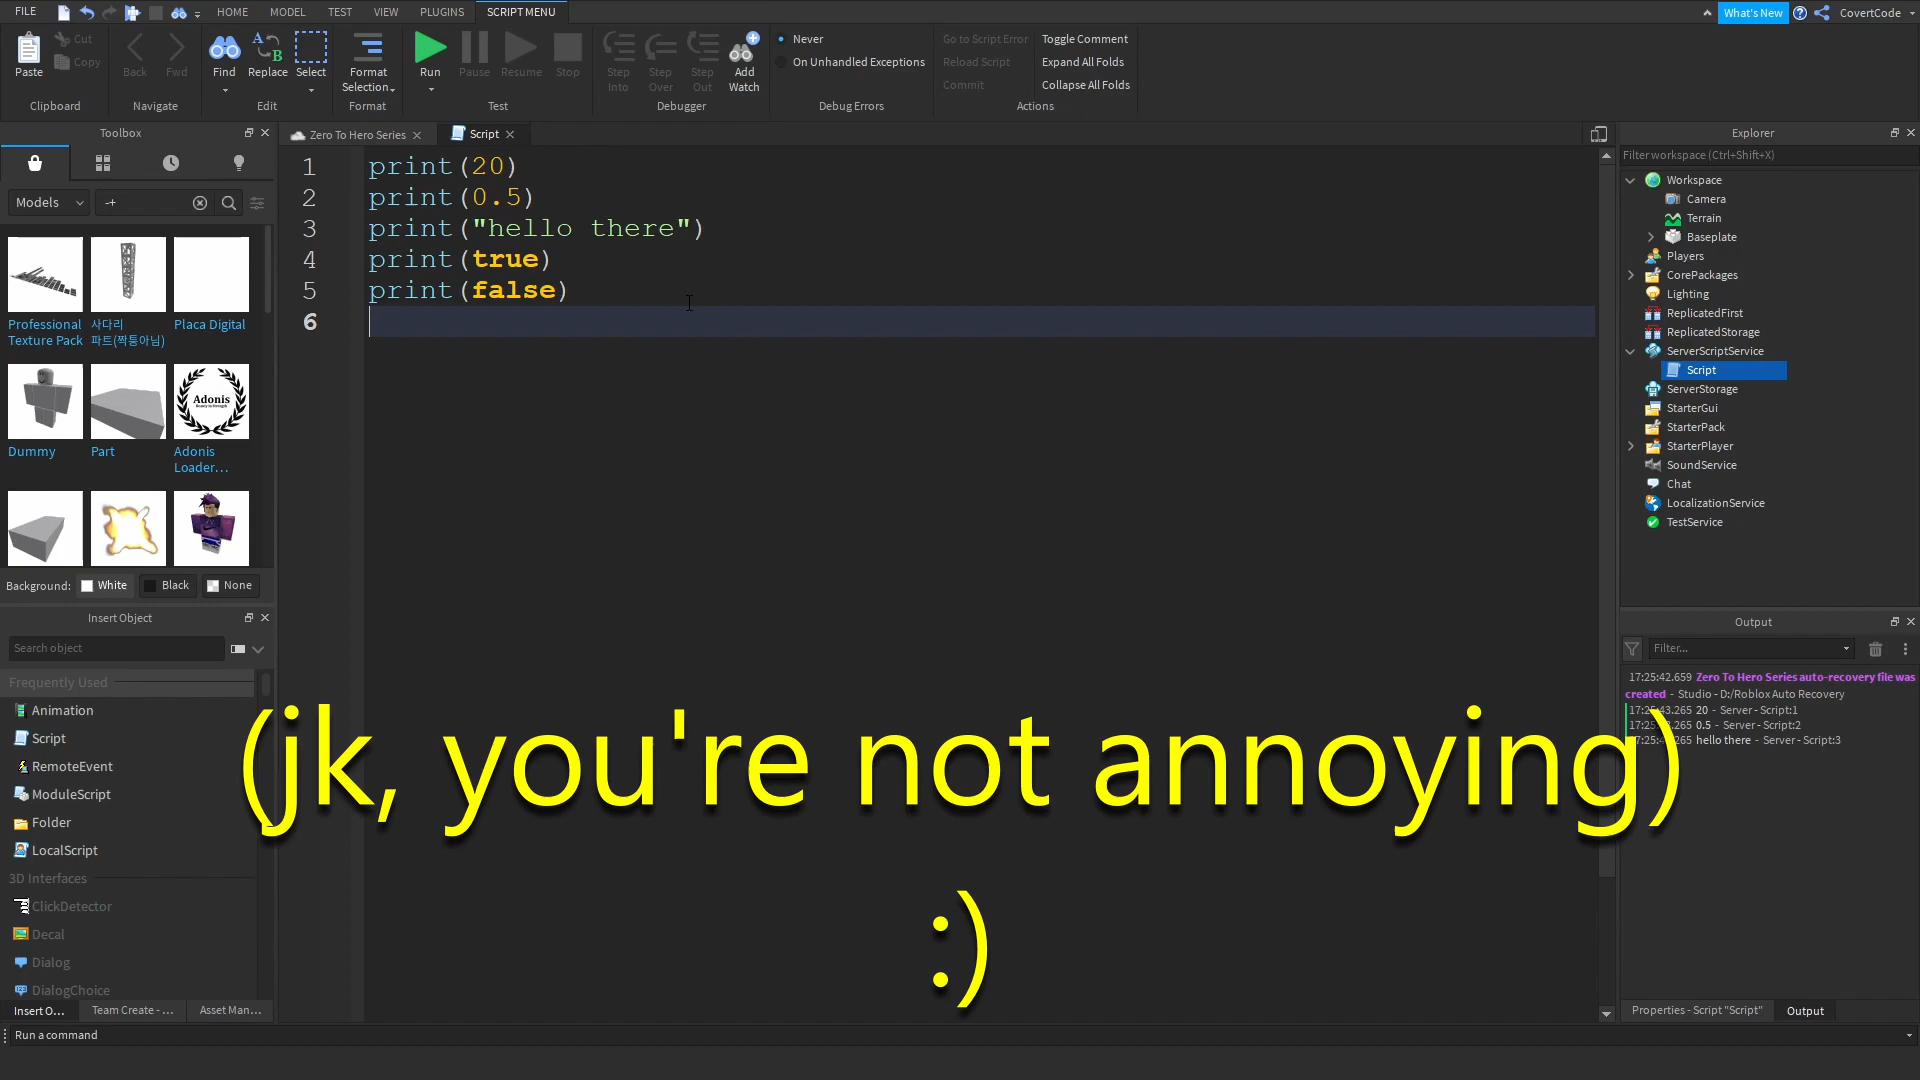 FILE HOME MODEL TEST VIEW PLUGINS SCRIPT MENU What's New CovertCode
Paste Cut Copy Back Fwd Find Replace Select Format Selection Run Pause Resume Stop Step Into Step Over Step Out Add Watch
Never
On Unhandled Exceptions
Go to Script Error
Reload Script
Commit
Toggle Comment
Expand All Folds
Collapse All Folds
Clipboard Navigate Edit Format Test Debugger Debug Errors Actions
Toolbox
Models -+
Professional Texture Pack
사다리 파트(짝퉁아님)
Placa Digital
Adonis
Dummy
Part
Adonis Loader...
Background: White Black None
Insert Object
Search object
Frequently Used
Animation
Script
RemoteEvent
ModuleScript
Folder
LocalScript
3D Interfaces
ClickDetector
Decal
Dialog
DialogChoice
Insert O... Team Create - ... Asset Man...
Run a command
Zero To Hero Series Script
1 print(20)
2 print(0.5)
3 print("hello there")
4 print(true)
5 print(false)
6
(jk, you're not annoying)
:)
Explorer
Filter workspace (Ctrl+Shift+X)
Workspace
Camera
Terrain
Baseplate
Players
CorePackages
Lighting
ReplicatedFirst
ReplicatedStorage
ServerScriptService
Script
ServerStorage
StarterGui
StarterPack
StarterPlayer
SoundService
Chat
LocalizationService
TestService
Output
Filter...
17:25:42.659 Zero To Hero Series auto-recovery file was
created - Studio - D:/Roblox Auto Recovery
20 - Server - Script:1
0.5 - Server - Script:2
hello there - Server - Script:3
Properties - Script "Script" Output